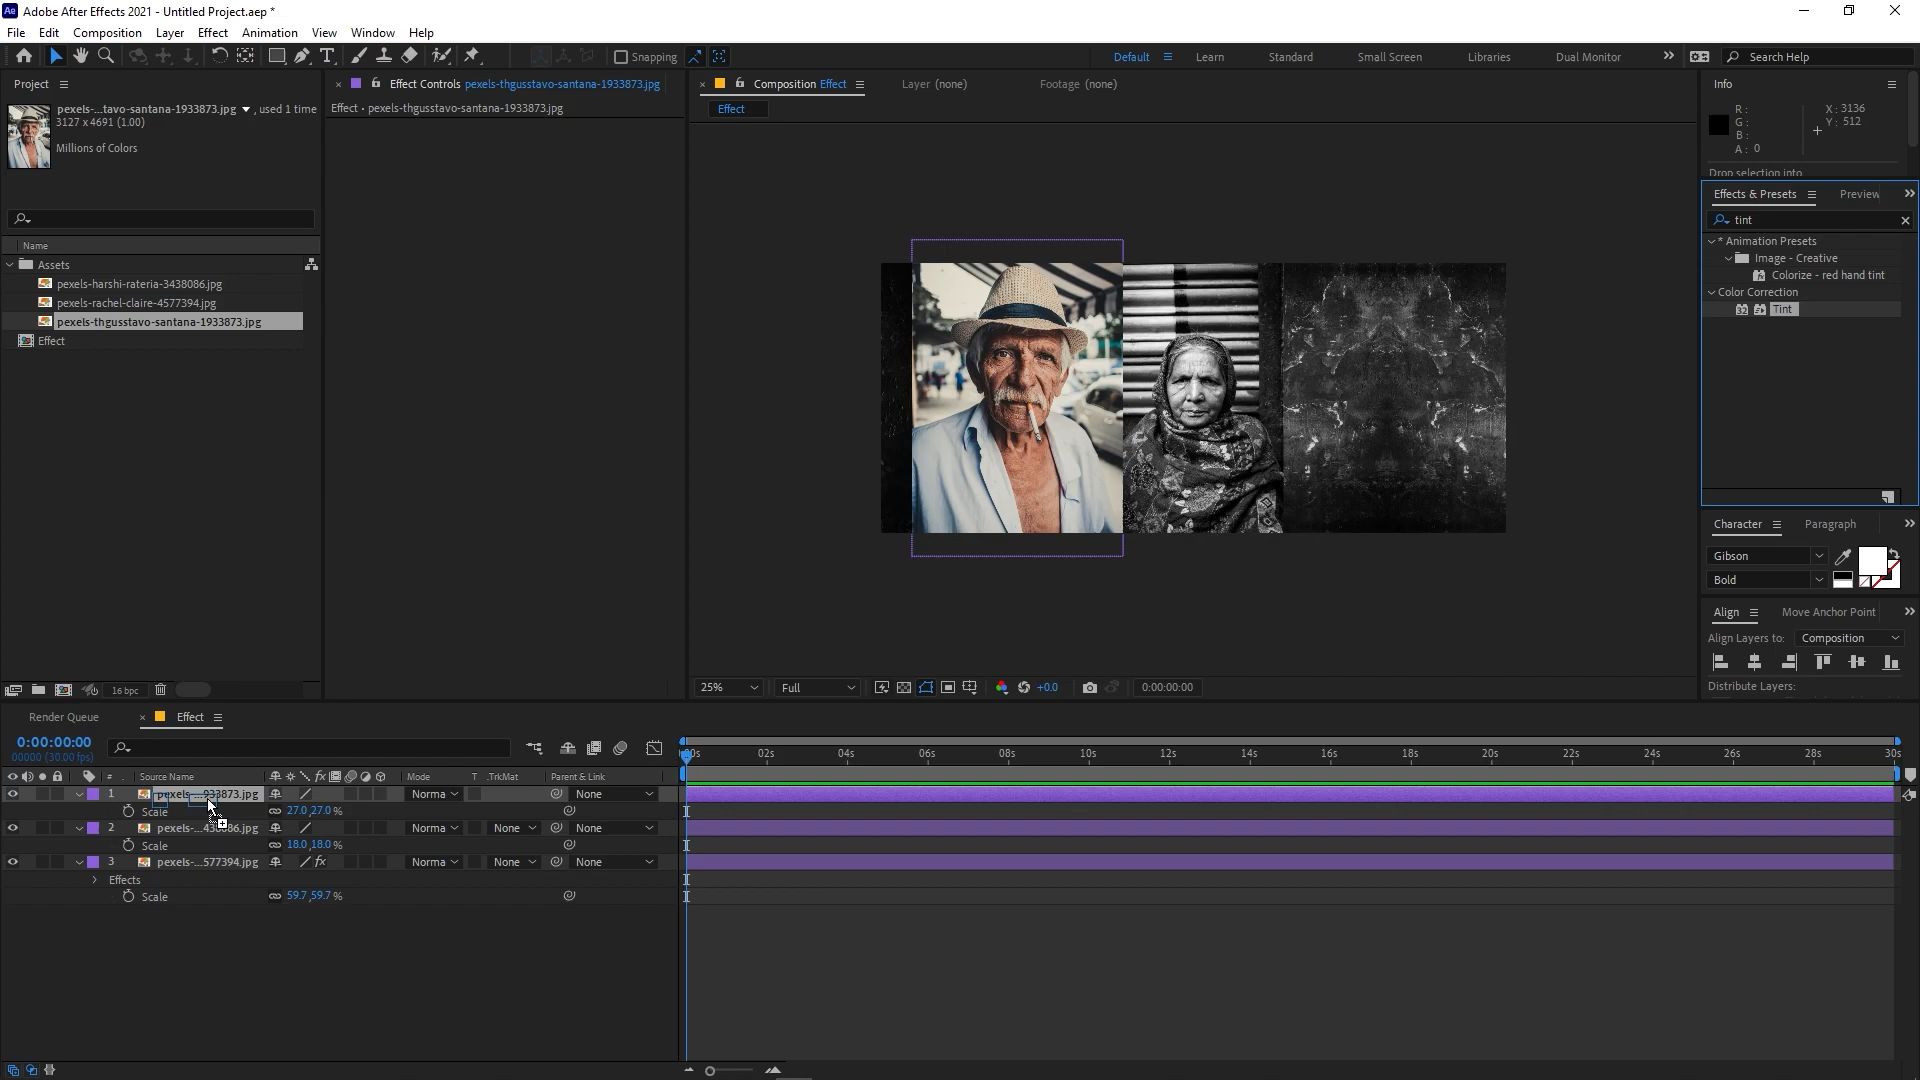 Adobe After Effects 2021 - Untitled Project.aep *
File Edit Composition Layer Effect Animation View Window Help
Snapping Default Learn Standard Small Screen Libraries Dual Monitor Search Help
Project
pexels-...tavo-santana-1933873.jpg , used 1 time
3127 x 4691 (1.00)
Millions of Colors
Name
Assets
pexels-harshi-rateria-3438086.jpg
pexels-rachel-claire-4577394.jpg
pexels-thgusstavo-santana-1933873.jpg
Effect
16 bpc
Effect Controls pexels-thgusstavo-santana-1933873.jpg
Effect • pexels-thgusstavo-santana-1933873.jpg
Composition Effect Layer (none) Footage (none)
Effect
25% Full +0.0 0:00:00:00
Info
R : X : 3136
G : Y : 512
B :
A : 0
Drop selection into
Effects & Presets Preview
tint
* Animation Presets
Image - Creative
Colorize - red hand tint
Color Correction
32 Tint
Character Paragraph
Gibson
Bold
Align Move Anchor Point
Align Layers to: Composition
Distribute Layers:
Render Queue Effect
0:00:00:00
00000 (30.00 fps)
02s 04s 06s 08s 10s 12s 14s 16s 18s 20s 22s 24s 26s 28s 30s
# Source Name fx Mode T .TrkMat Parent & Link
1 pexels-...933873.jpg Norma None
Scale 27.0,27.0 %
2 Norma None None
Scale 18.0,18.0 %
3 pexels-...577394.jpg fx Norma None None
Effects
Scale 59.7,59.7 %